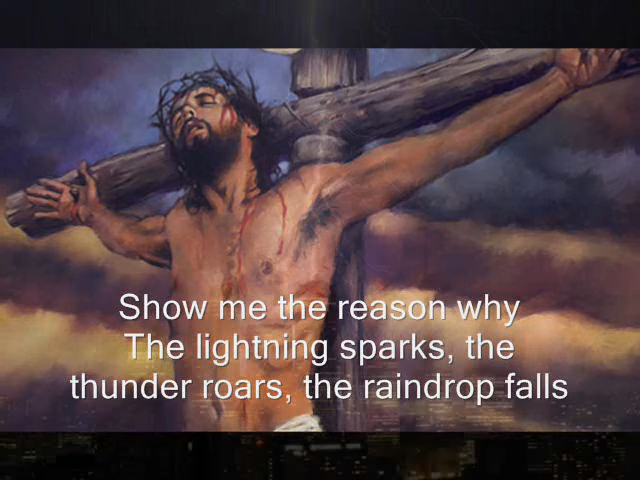 Show me the reason why
The lightning sparks, the
thunder roars, the raindrop falls